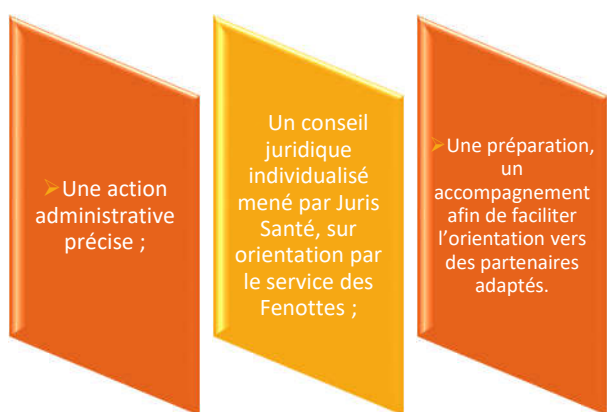 ➢Une action
administrative
précise ;
Un conseil
juridique
individualisé
mené par Juris
Santé, sur
orientation par
le service des
Fenottes ;
➢Une préparation,
un
accompagnement
afin de faciliter
l'orientation vers
des partenaires
adaptés.